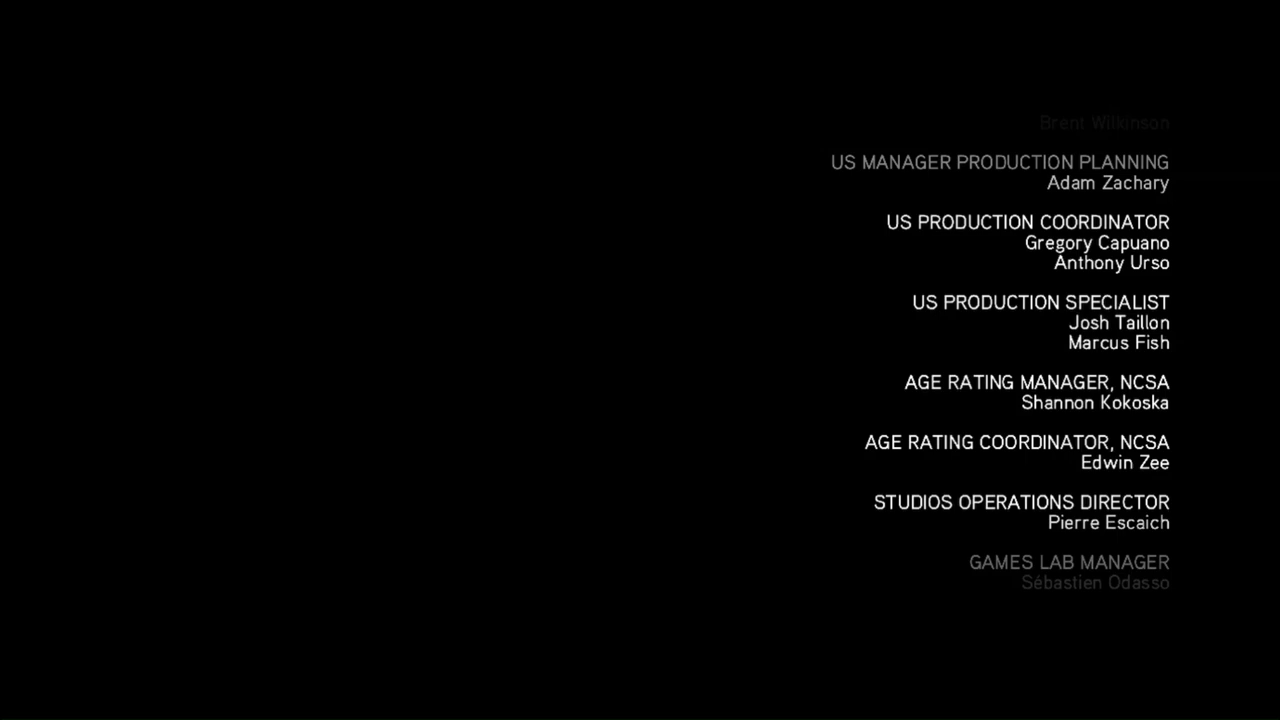 Brent Wilkinson
US MANAGER PRODUCTION PLANNING
Adam Zachary
US PRODUCTION COORDINATOR
Gregory Capuano
Anthony Urso
US PRODUCTION SPECIALIST
Josh Taillon
Marcus Fish
AGE RATING MANAGER, NCSA
Shannon Kokoska
AGE RATING COORDINATOR, NCSA
Edwin Zee
STUDIOS OPERATIONS DIRECTOR
Pierre Escaich
GAMES LAB MANAGER
Sébastien Odasso